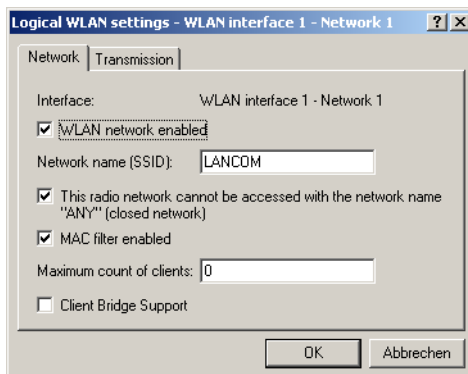 Logical WLAN settings - WLAN interface 1 - Network 1
Network Transmission
Interface: WLAN interface 1 - Network 1
WLAN network enabled
Network name (SSID): LANCOM
This radio network cannot be accessed with the network name
"ANY" (closed network)
MAC filter enabled
Maximum count of clients: 0
Client Bridge Support
OK Abbrechen